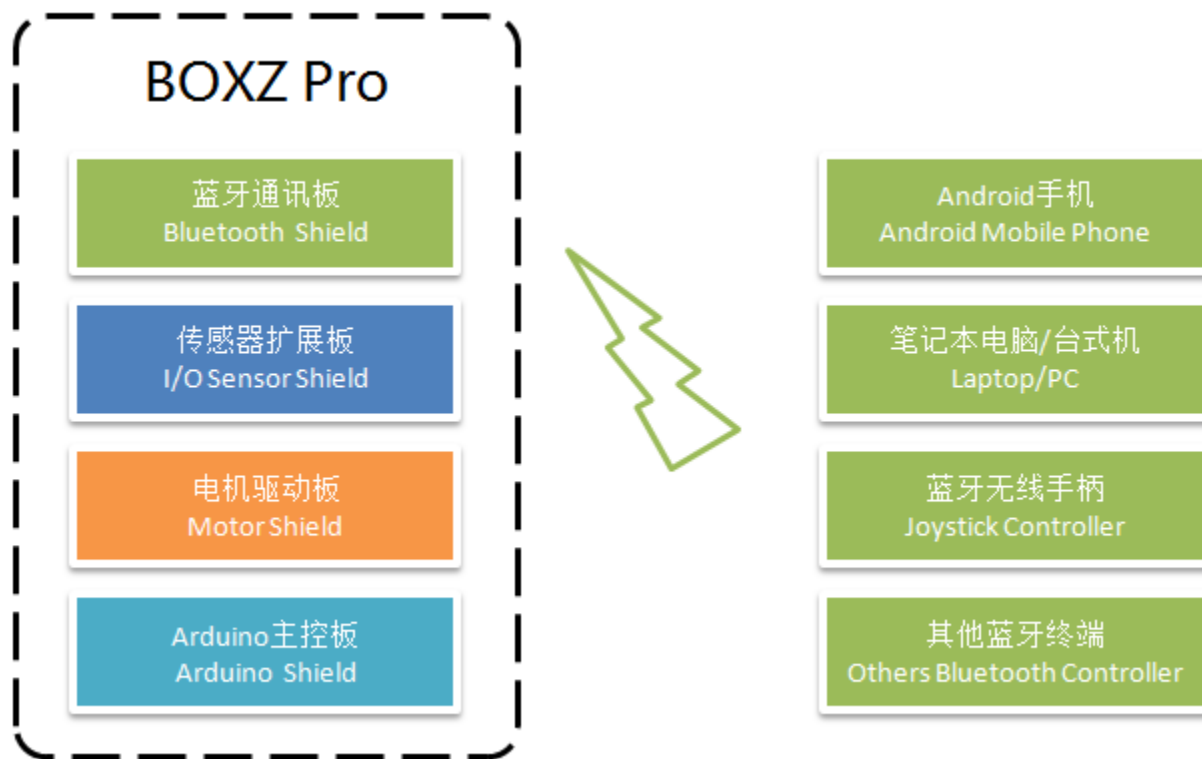 BOXZ Pro
蓝牙通讯板
Bluetooth Shield
传感器扩展板
I/O Sensor Shield
电机驱动板
Motor Shield
Arduino主控板
Arduino Shield
Android手机
Android Mobile Phone
笔记本电脑/台式机
Laptop/PC
蓝牙无线手柄
Joystick Controller
其他蓝牙终端
Others Bluetooth Controller